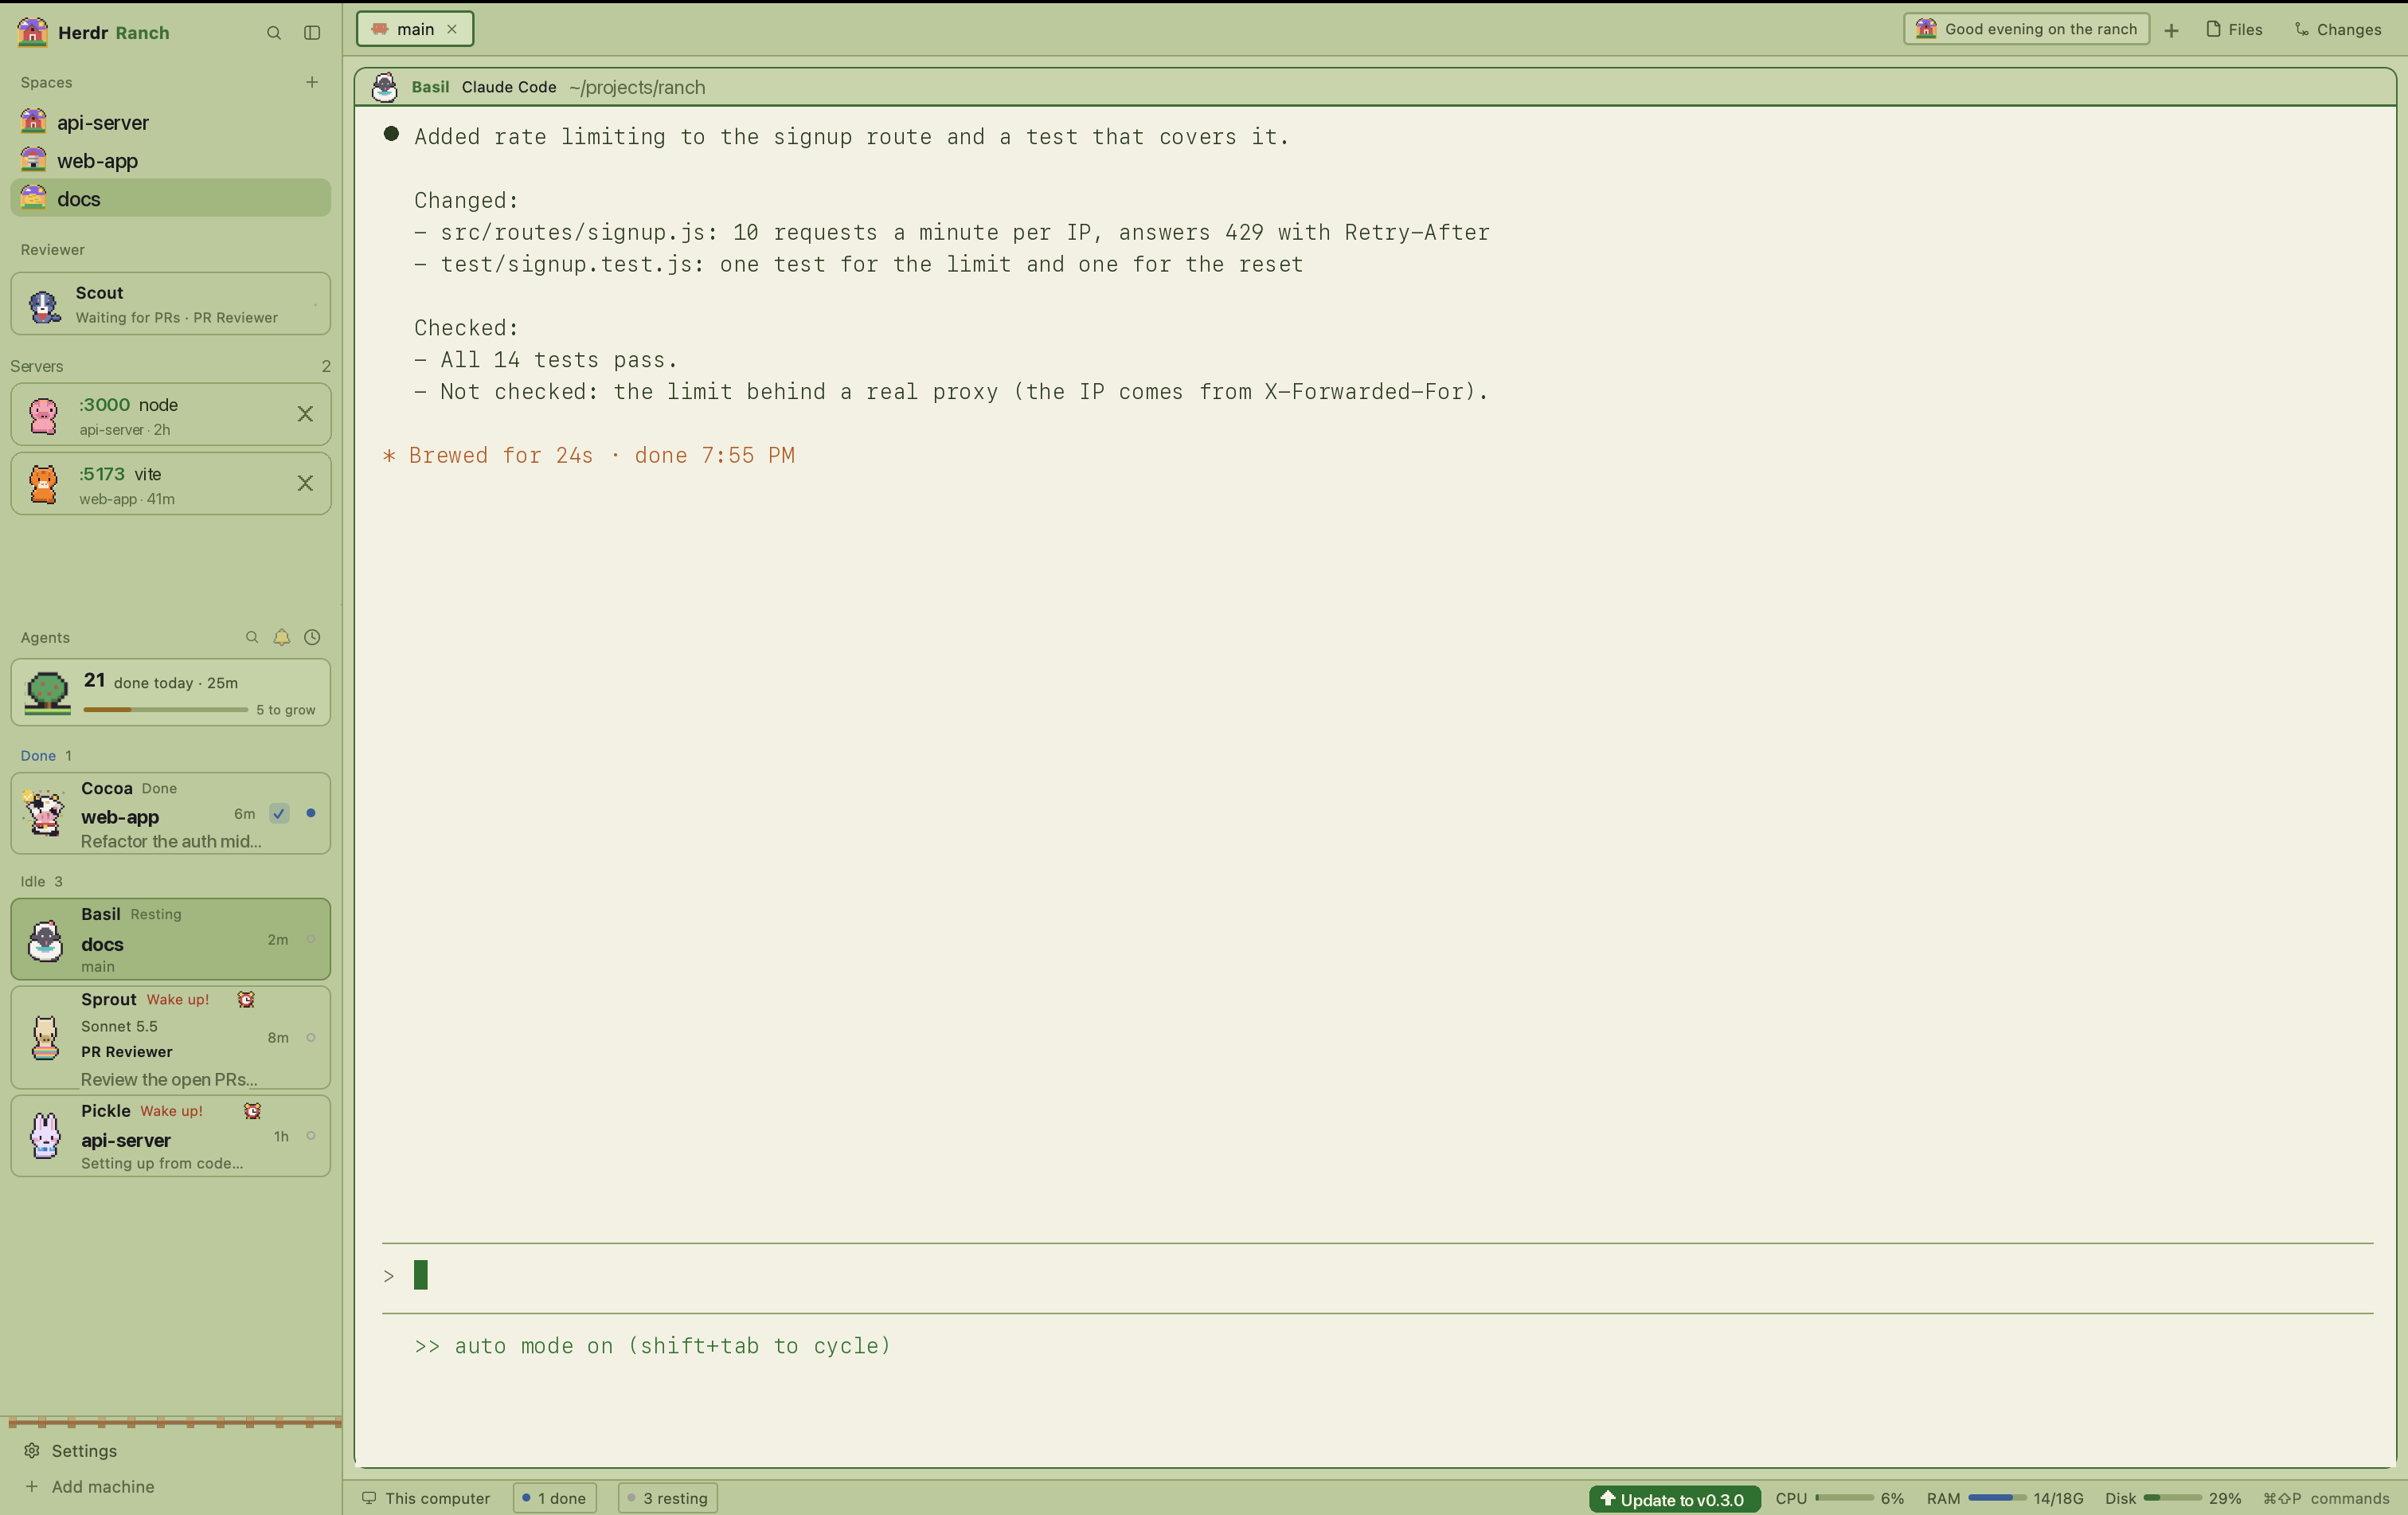 Herdr Ranch
Spaces
api-server
web-app
docs
Reviewer
Scout
Waiting for PRs · PR Reviewer
Servers 2
:3000 node
api-server · 2h
:5173 vite
web-app · 41m
Agents
21 done today · 25m
5 to grow
Done 1
Cocoa Done
web-app 6m
Refactor the auth mid...
Idle 3
Basil Resting
docs 2m
main
Sprout Wake up!
Sonnet 5.5
8m
PR Reviewer
Review the open PRs...
Pickle Wake up!
api-server 1h
Setting up from code...
Settings
+ Add machine
main ×
Good evening on the ranch + Files Changes
Basil Claude Code ~/projects/ranch
● Added rate limiting to the signup route and a test that covers it.
Changed:
– src/routes/signup.js: 10 requests a minute per IP, answers 429 with Retry–After
– test/signup.test.js: one test for the limit and one for the reset
Checked:
– All 14 tests pass.
– Not checked: the limit behind a real proxy (the IP comes from X–Forwarded–For).
* Brewed for 24s · done 7:55 PM
>
>> auto mode on (shift+tab to cycle)
This computer 1 done 3 resting Update to v0.3.0 CPU 6% RAM 14/18G Disk 29% ⌘⇧P commands